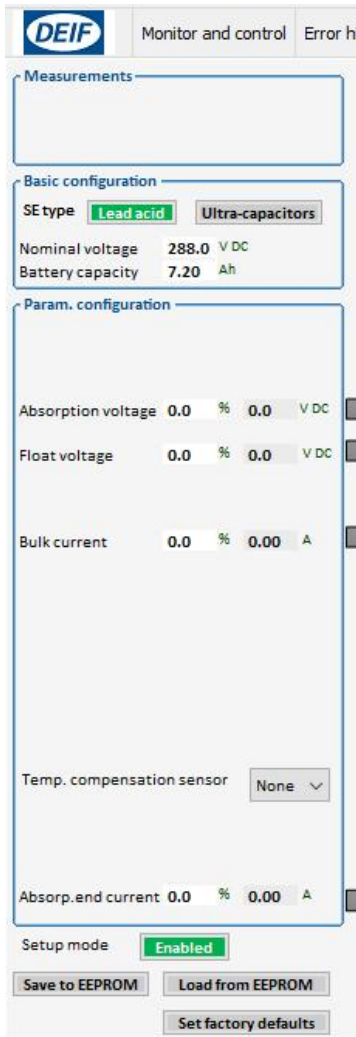 DEIF Monitor and control Error h
Measurements
Basic configuration
SE type Lead acid Ultra-capacitors
Nominal voltage 288.0 V DC
Battery capacity 7.20 Ah
Param. configuration
Absorption voltage 0.0 % 0.0 V DC
Float voltage 0.0 % 0.0 V DC
Bulk current 0.0 % 0.00 A
Temp. compensation sensor None
Absorp.end current 0.0 % 0.00 A
Setup mode Enabled
Save to EEPROM Load from EEPROM
Set factory defaults